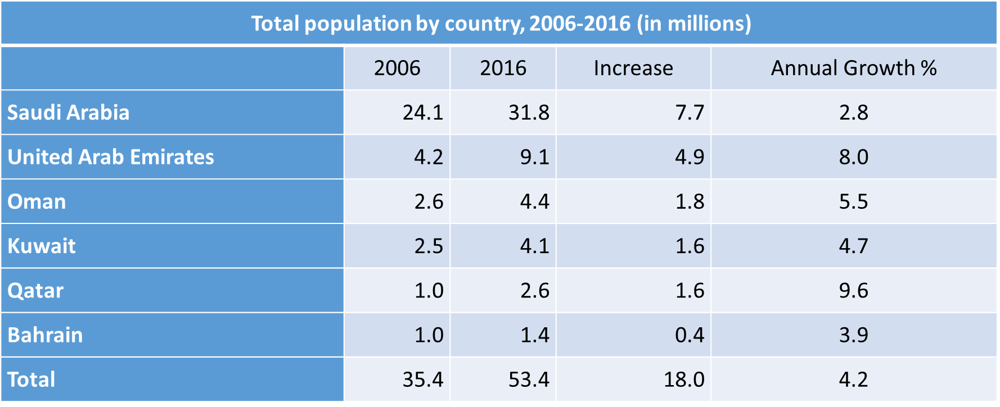 Total population by country, 2006-2016 (in millions)
2006 2016 Increase Annual Growth %
Saudi Arabia 24.1 31.8 7.7 2.8
United Arab Emirates 4.2 9.1 4.9 8.0
Oman 2.6 4.4 1.8 5.5
Kuwait 2.5 4.1 1.6 4.7
Qatar 1.0 2.6 1.6 9.6
Bahrain 1.0 1.4 0.4 3.9
Total 35.4 53.4 18.0 4.2